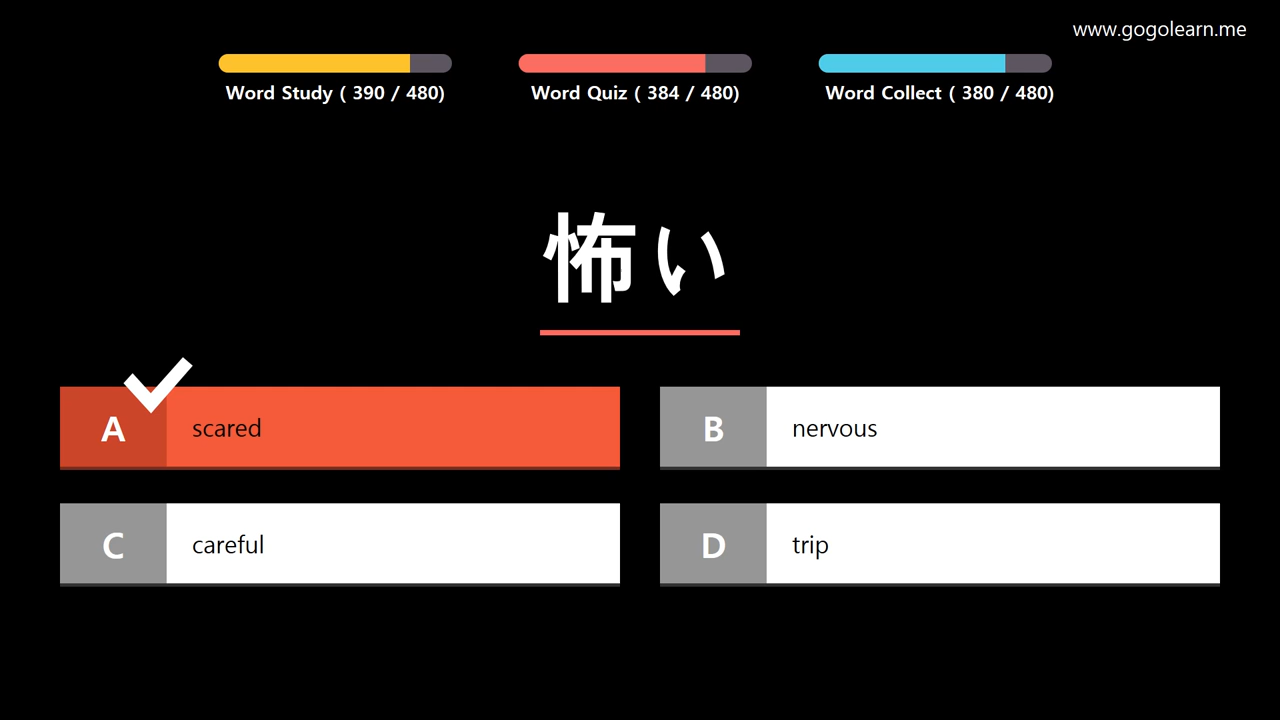 www.gogolearn.me
Word Study ( 390 / 480)
Word Quiz ( 384 / 480)
Word Collect ( 380 / 480)
怖い
A scared
B nervous
C careful
D trip